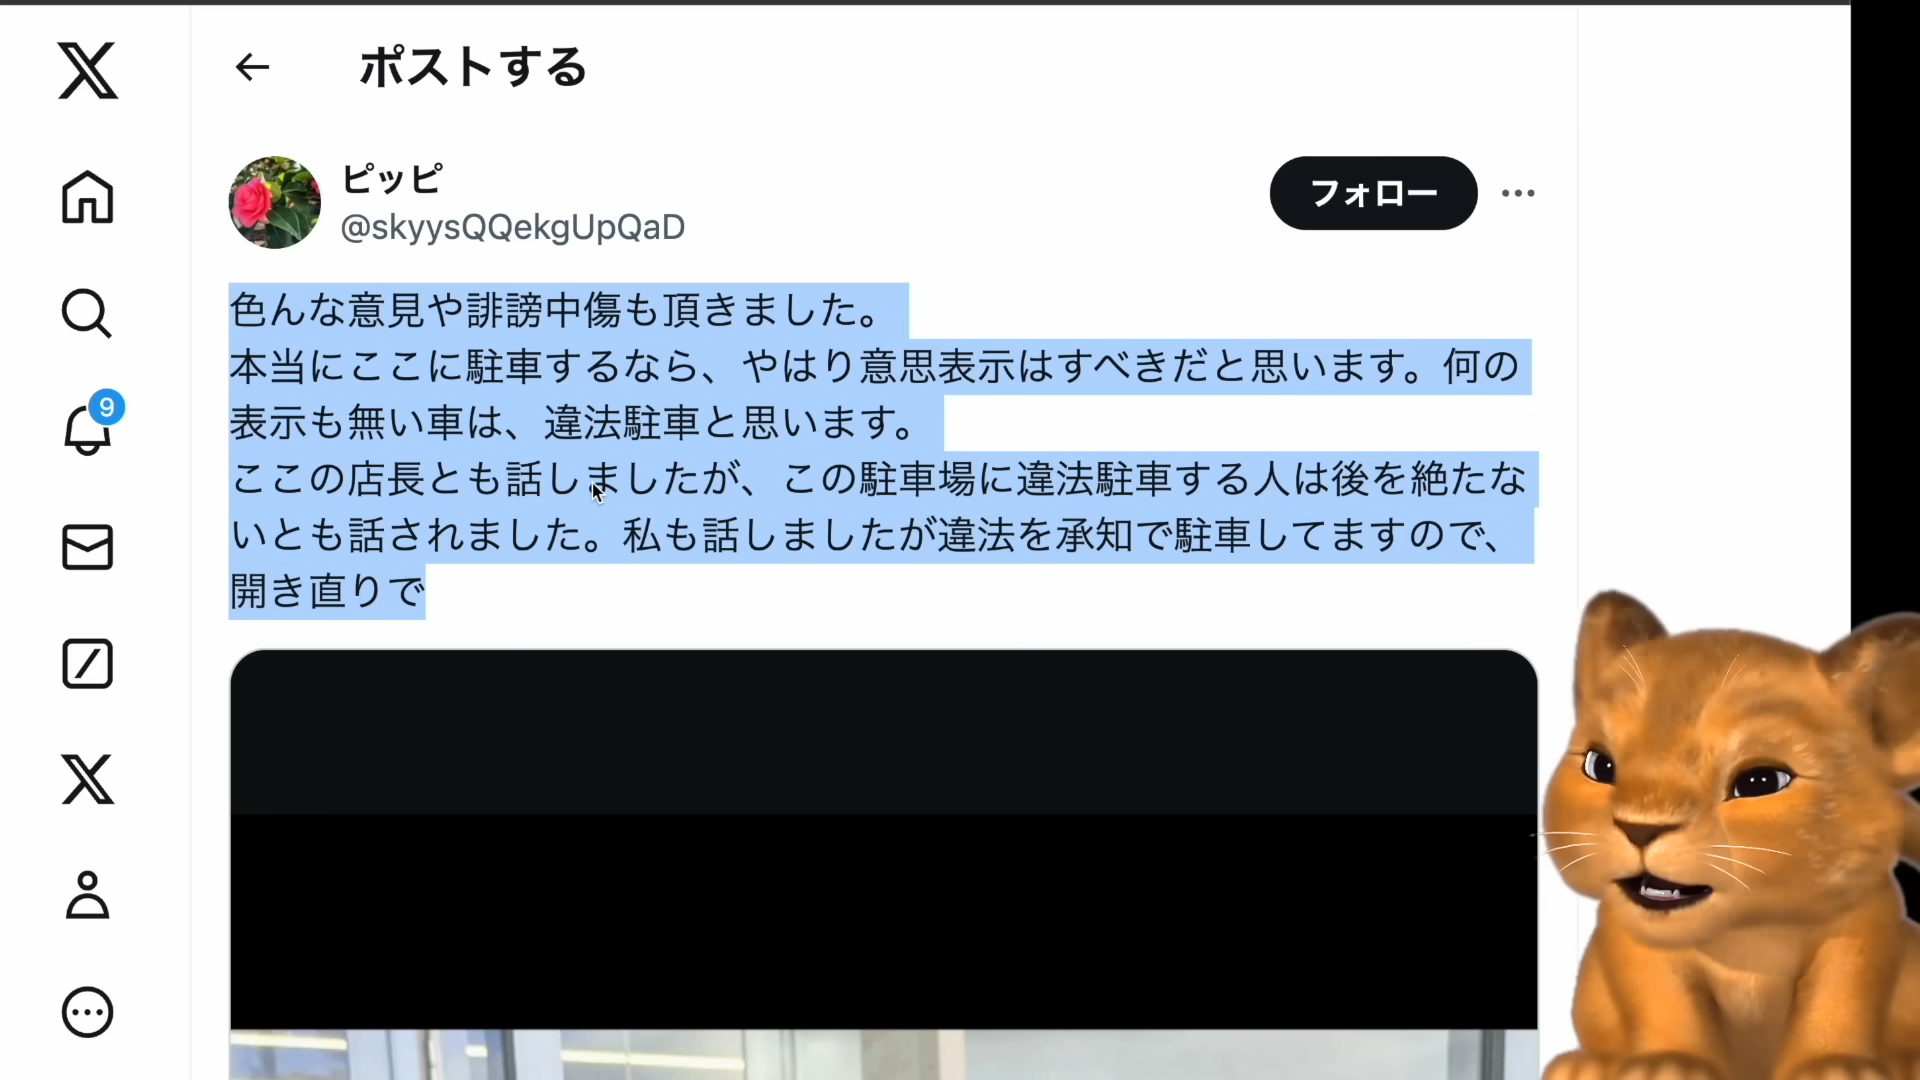 ポストする
ピッピ
@skyysQQekgUpQaD
フォロー
9
色んな意見や誹謗中傷も頂きました。
本当にここに駐車するなら、やはり意思表示はすべきだと思います。何の
表示も無い車は、違法駐車と思います。
ここの店長とも話しましたが、この駐車場に違法駐車する人は後を絶たな
いとも話されました。私も話しましたが違法を承知で駐車してますので、
開き直りで